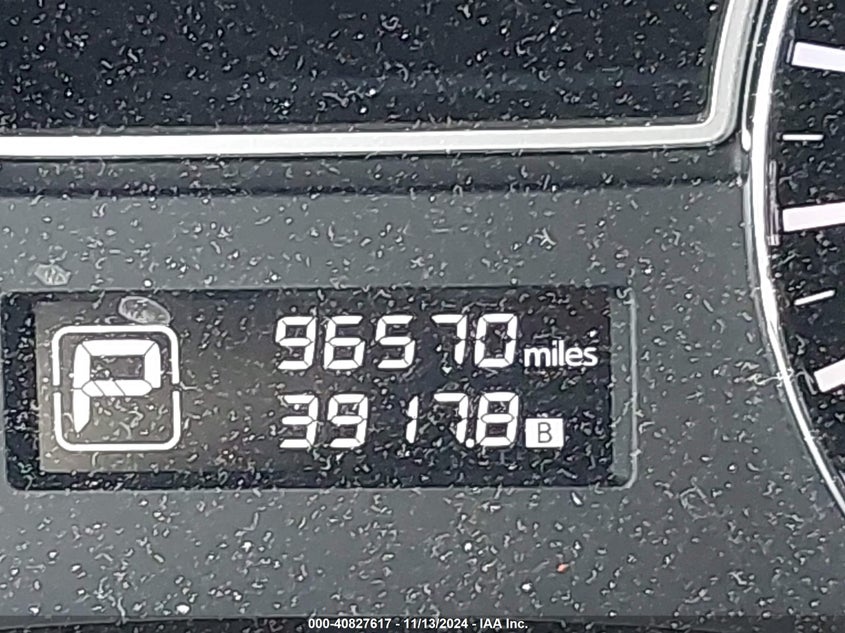 96570 miles
P
3917.8 B
000-40827617 - 11/13/2024 - IAA Inc.